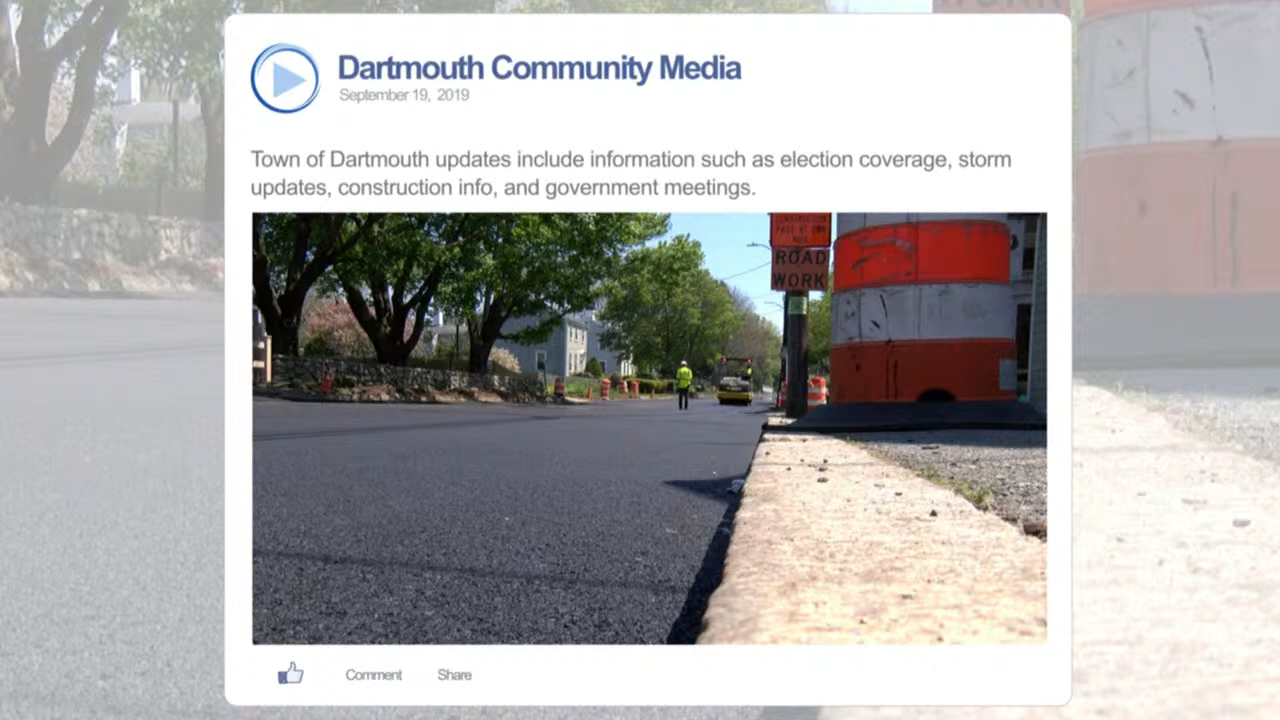 Dartmouth Community Media
September 19, 2019
Town of Dartmouth updates include information such as election coverage, storm
updates, construction info, and government meetings.
ROAD
WORK
Comment
Share